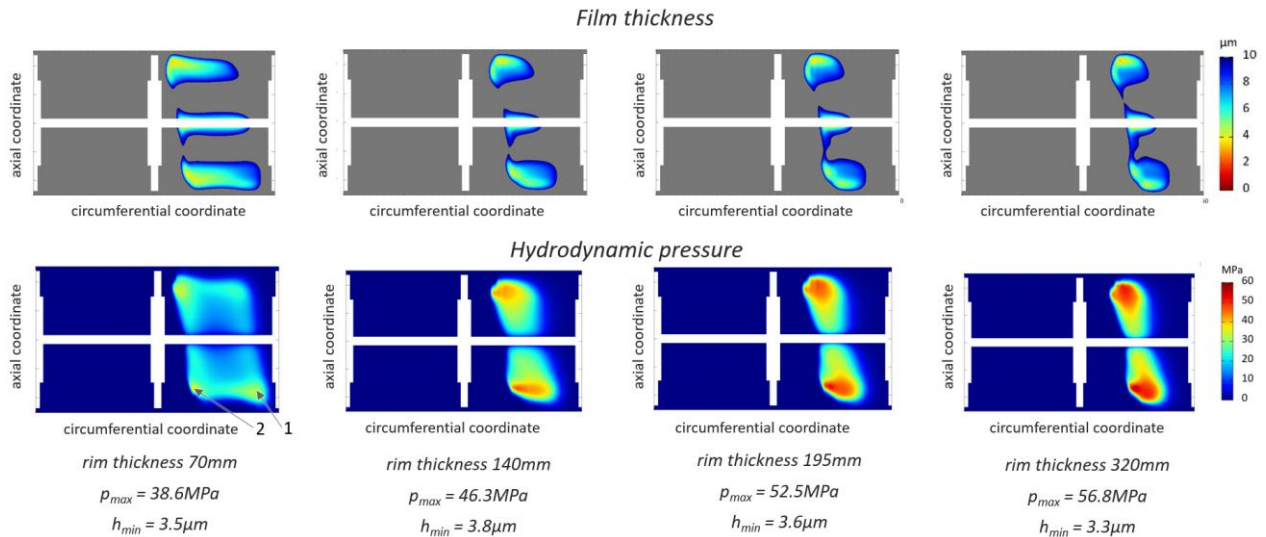 Film thickness
µm
10
8
6
4
2
0
axial coordinate
axial coordinate
axial coordinate
axial coordinate
circumferential coordinate
circumferential coordinate
circumferential coordinate
circumferential coordinate
Hydrodynamic pressure
MPa
60
50
40
30
20
10
0
axial coordinate
axial coordinate
axial coordinate
axial coordinate
circumferential coordinate
2
1
circumferential coordinate
circumferential coordinate
circumferential coordinate
rim thickness 70mm
rim thickness 140mm
rim thickness 195mm
rim thickness 320mm
pmax = 38.6MPa
pmax = 46.3MPa
pmax = 52.5MPa
pmax = 56.8MPa
hmin = 3.5µm
hmin = 3.8µm
hmin = 3.6µm
hmin = 3.3µm